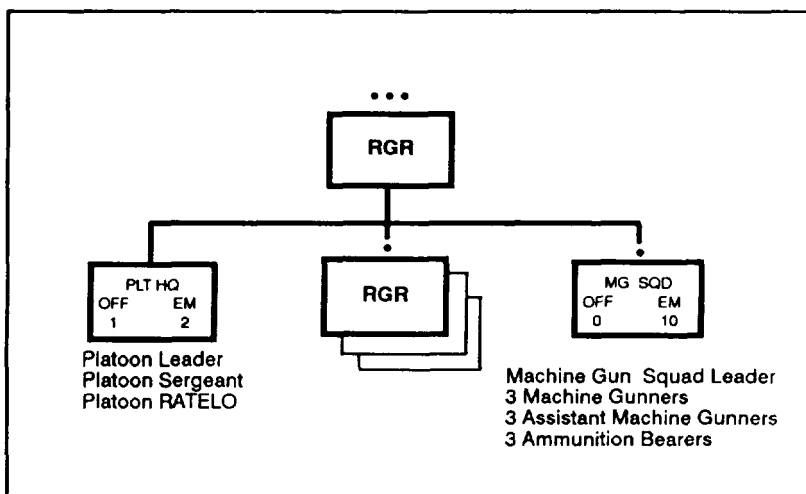 RGR
PLT HQ
OFF EM
1 2
Platoon Leader
Platoon Sergeant
Platoon RATELO
RGR
MG SQD
OFF EM
0 10
Machine Gun Squad Leader
3 Machine Gunners
3 Assistant Machine Gunners
3 Ammunition Bearers